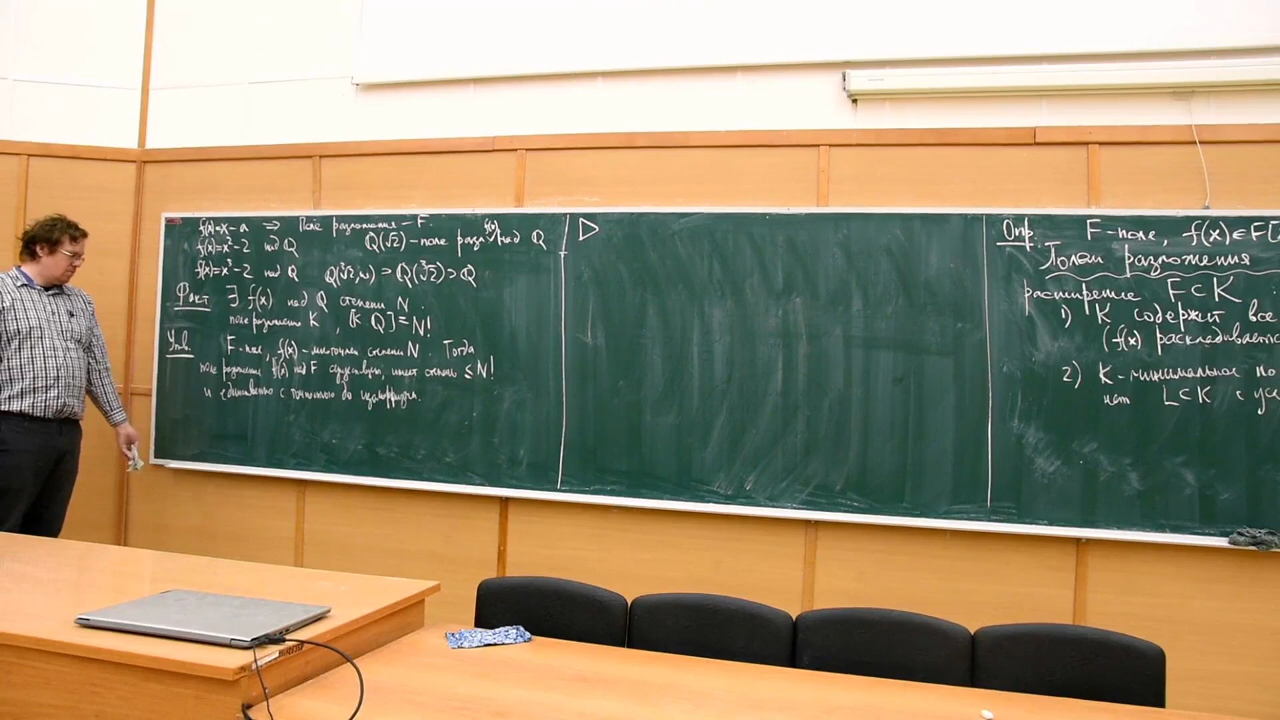 f(x)=x-a ⇒ Поле разложения - F.
f(x)=x²-2 над Q Q(√2) - поле разл. f(x) над Q
f(x)=x³-2 над Q Q(∛2,ω) ⊃ Q(∛2) ⊃ Q
Факт ∃ f(x) над Q степени N :
поле разложения K , [K Q]=N!
Утв. F-поле, f(x)-многочлен степени N. Тогда
поле разложения f(x) над F существует, имеет степень ≤N!
и единственно с точностью до изоморфизма.
▷
Опр. F-поле, f(x)∈F[
Полем разложения
расширение F⊂K
1) K содержит все
(f(x) раскладывается
2) K-минимальное по
нет L⊂K с ус